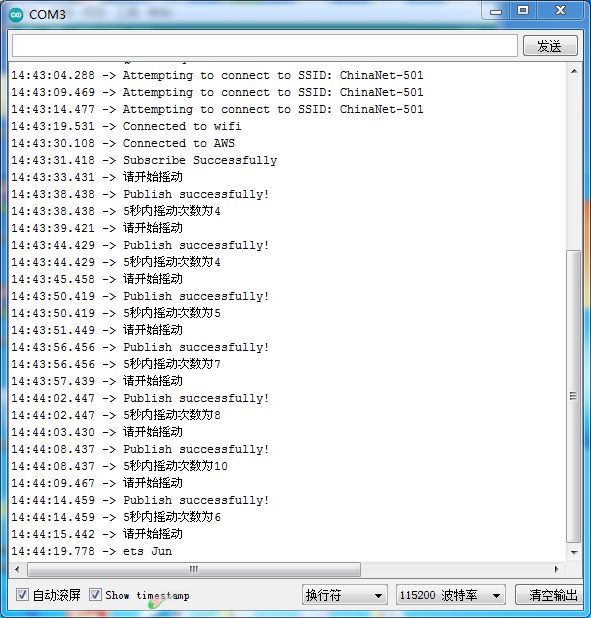 COM3
发送
14:43:04.288 -> Attempting to connect to SSID: ChinaNet-501
14:43:09.469 -> Attempting to connect to SSID: ChinaNet-501
14:43:14.477 -> Attempting to connect to SSID: ChinaNet-501
14:43:19.531 -> Connected to wifi
14:43:30.108 -> Connected to AWS
14:43:31.418 -> Subscribe Successfully
14:43:33.431 -> 请开始摇动
14:43:38.438 -> Publish successfully!
14:43:38.438 -> 5秒内摇动次数为4
14:43:39.421 -> 请开始摇动
14:43:44.429 -> Publish successfully!
14:43:44.429 -> 5秒内摇动次数为4
14:43:45.458 -> 请开始摇动
14:43:50.419 -> Publish successfully!
14:43:50.419 -> 5秒内摇动次数为5
14:43:51.449 -> 请开始摇动
14:43:56.456 -> Publish successfully!
14:43:56.456 -> 5秒内摇动次数为7
14:43:57.439 -> 请开始摇动
14:44:02.447 -> Publish successfully!
14:44:02.447 -> 5秒内摇动次数为8
14:44:03.430 -> 请开始摇动
14:44:08.437 -> Publish successfully!
14:44:08.437 -> 5秒内摇动次数为10
14:44:09.467 -> 请开始摇动
14:44:14.459 -> Publish successfully!
14:44:14.459 -> 5秒内摇动次数为6
14:44:15.442 -> 请开始摇动
14:44:19.778 -> ets Jun
自动滚屏 Show timestamp 换行符 115200 波特率 清空输出